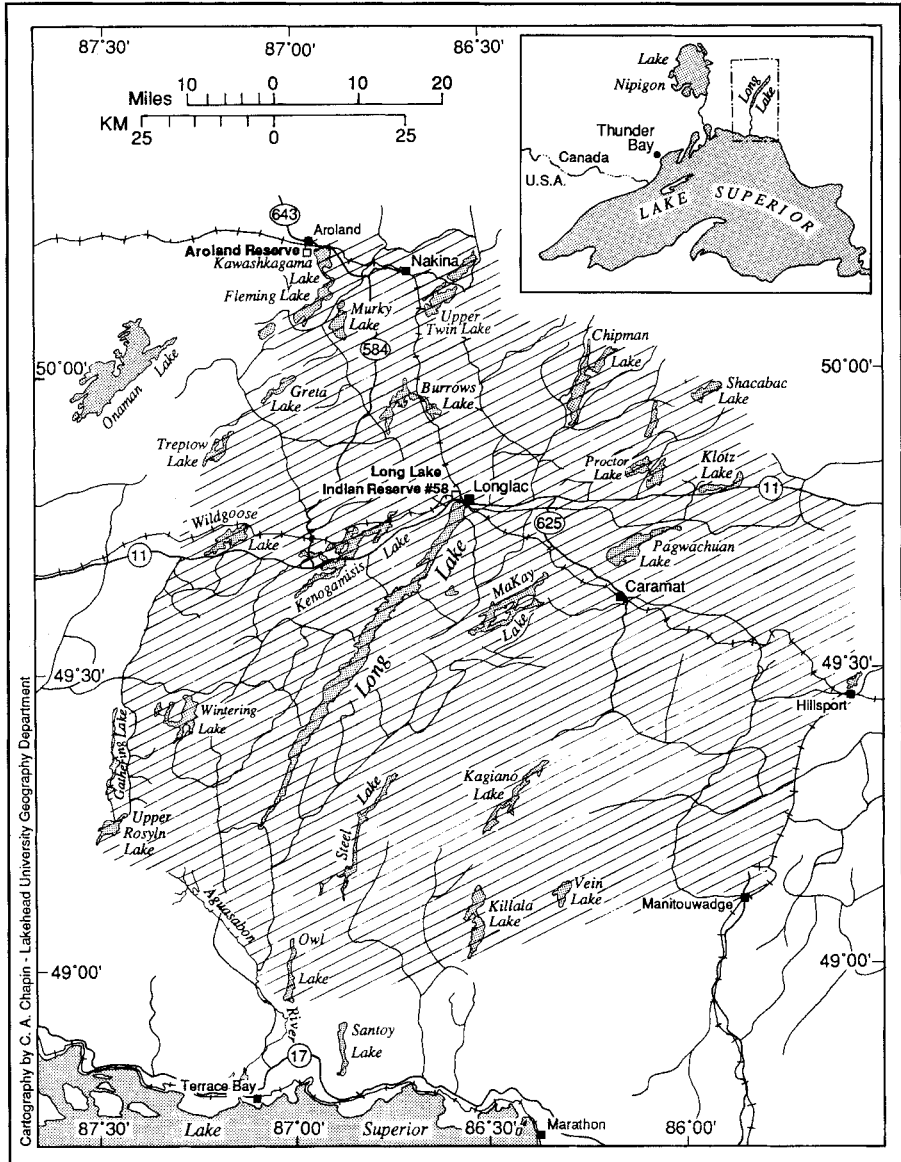 87°30'
87°00'
86°30'
10 0 10 20
Miles
KM
25 0 25
Lake
Nipigon
Long
Lake
Thunder
Bay
Canada
U.S.A.
LAKE SUPERIOR
643
Aroland
Aroland Reserve
Kawashkagama
Lake
Nakina
Fleming Lake
Murky
Lake
Upper
Twin Lake
584
Chipman
Lake
50°00'
50°00'
Onaman Lake
Greta
Lake
Burrows
Lake
Shacabac
Lake
Treptow
Lake
Long Lake
Indian Reserve #58
Longlac
Proctor
Lake
Klotz
Lake
11
Wildgoose
Lake
625
11
Kenogamisis Lake
Pagwachuan
Lake
Long Lake
MaKay
Lake
Caramat
49°30'
49°30'
Hillsport
Wintering
Lake
Gathering Lake
Kagiano
Lake
Upper
Rosyln
Lake
Steel Lake
Vein
Lake
Killala
Lake
Manitouwadge
Aguasabon River
Owl
Lake
49°00'
49°00'
Santoy
Lake
17
Terrace Bay
Marathon
Lake Superior
87°30'
87°00'
86°30'
86°00'
Cartography by C. A. Chapin - Lakehead University Geography Department